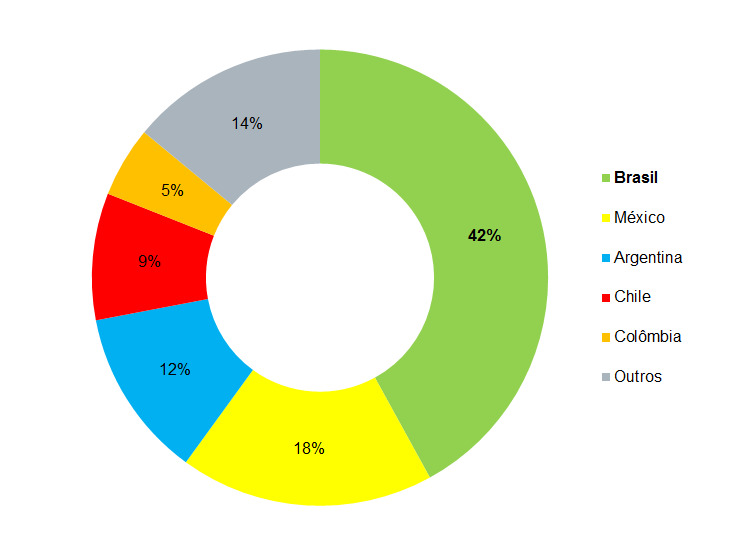 14%
5%
42%
9%
12%
18%
Brasil
México
Argentina
Chile
Colômbia
Outros